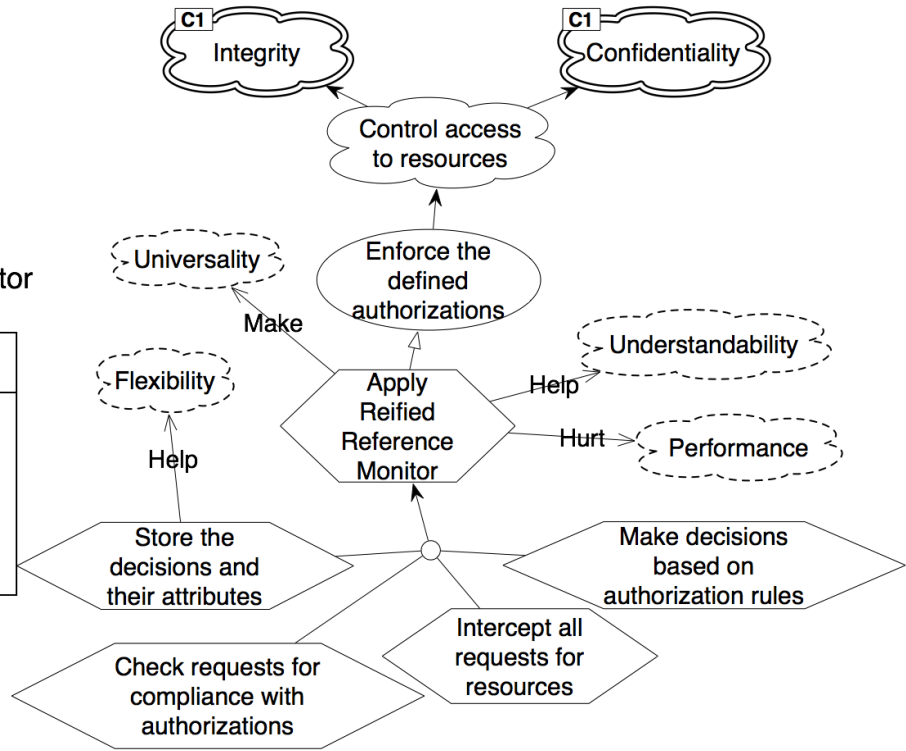 C1
Integrity
C1
Confidentiality
Control access
to resources
Universality
Enforce the
defined
authorizations
tor
Make
Understandability
Flexibility
Help
Apply
Reified
Reference
Monitor
Hurt
Performance
Help
Store the
decisions and
their attributes
Make decisions
based on
authorization rules
Intercept all
requests for
resources
Check requests for
compliance with
authorizations